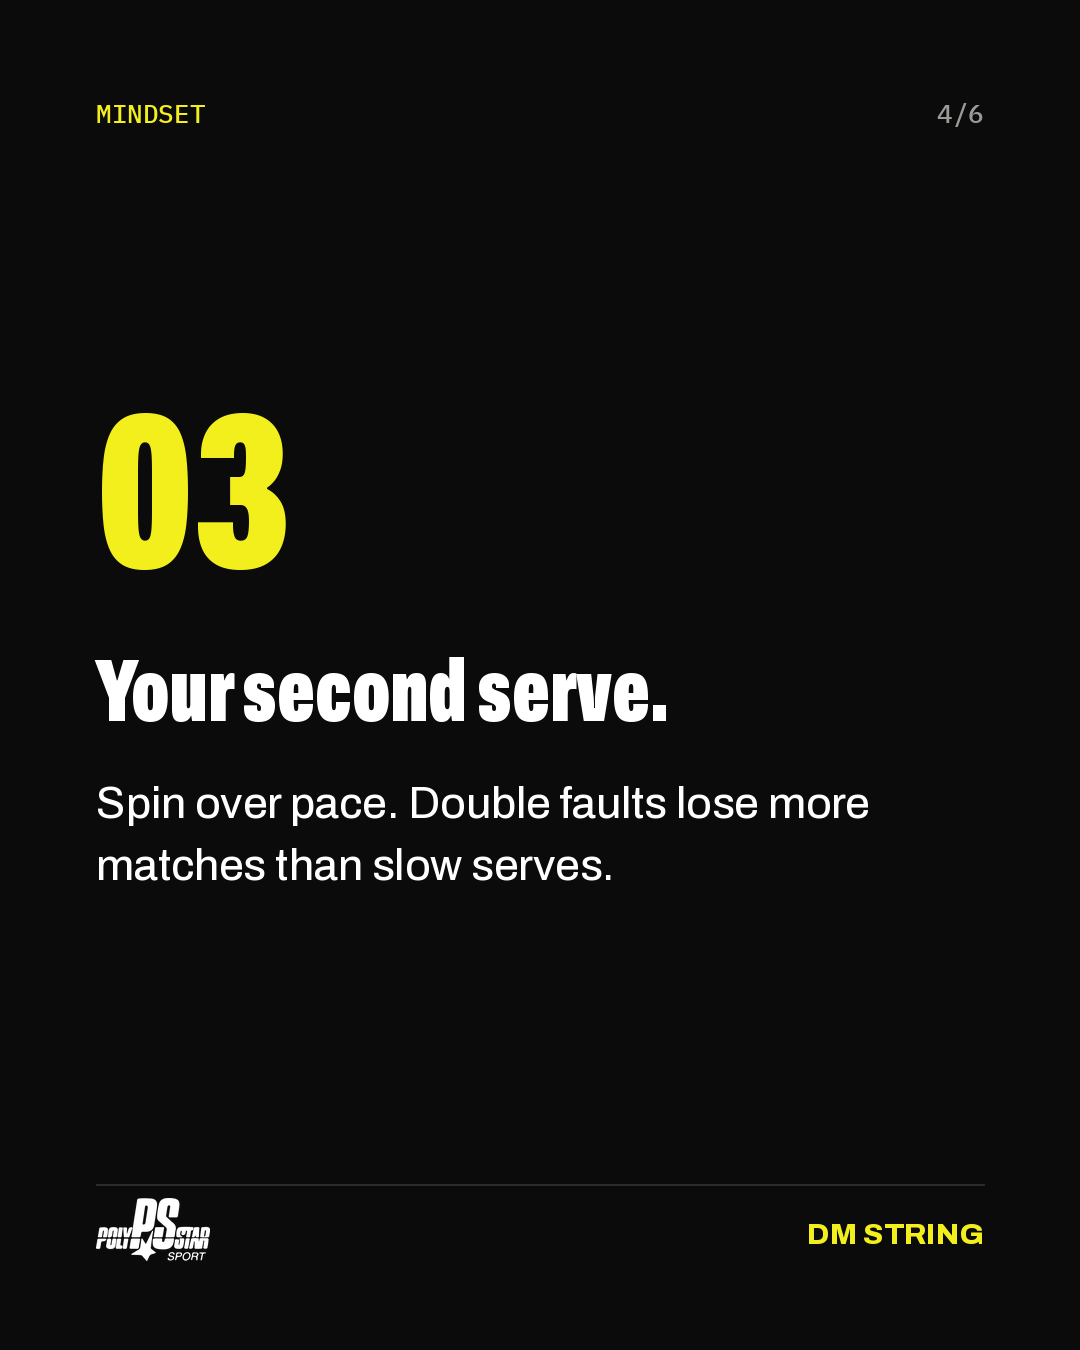 MINDSET
4/6
03
Your second serve.
Spin over pace. Double faults lose more
matches than slow serves.
POLY PS STAR
SPORT
DM STRING